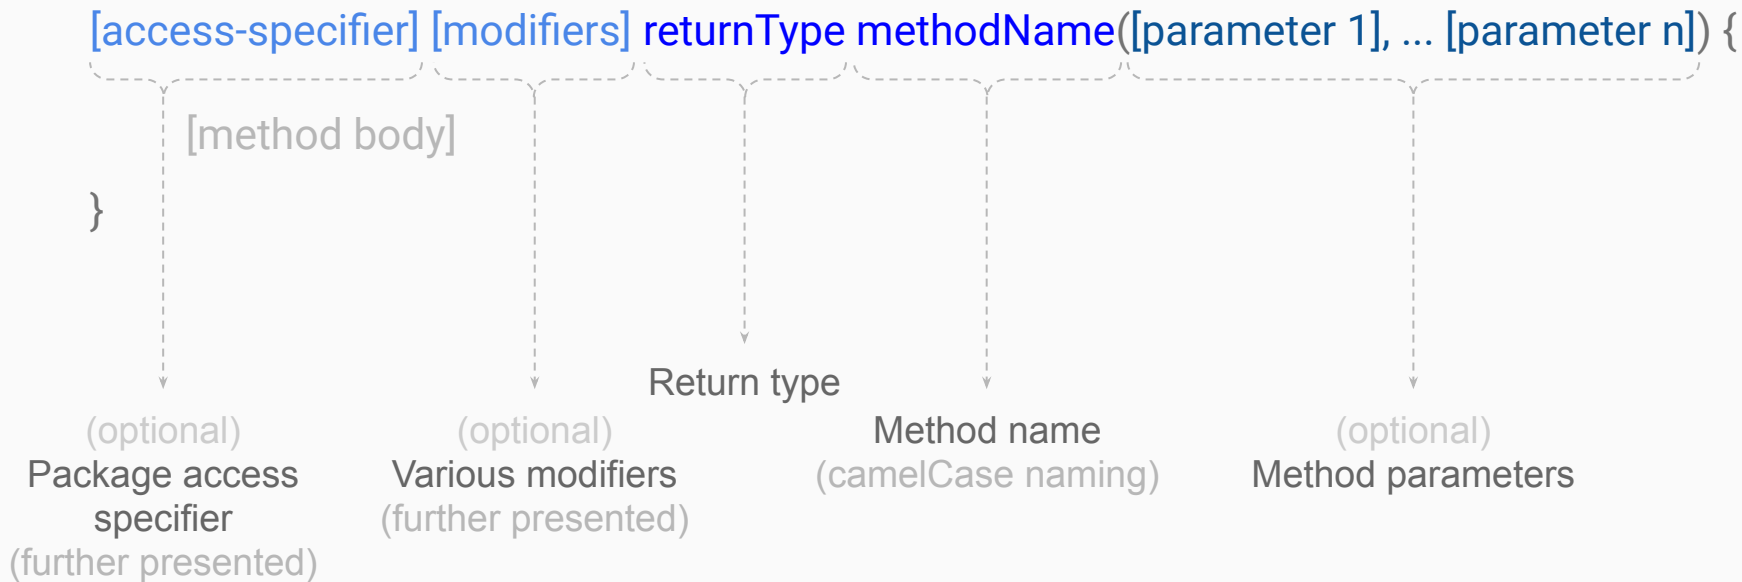 [access-specifier] [modifiers] returnType methodName([parameter 1], ... [parameter n]) {
[method body]
}
Return type
(optional)
Package access
specifier
(further presented)
(optional)
Various modifiers
(further presented)
Method name
(camelCase naming)
(optional)
Method parameters